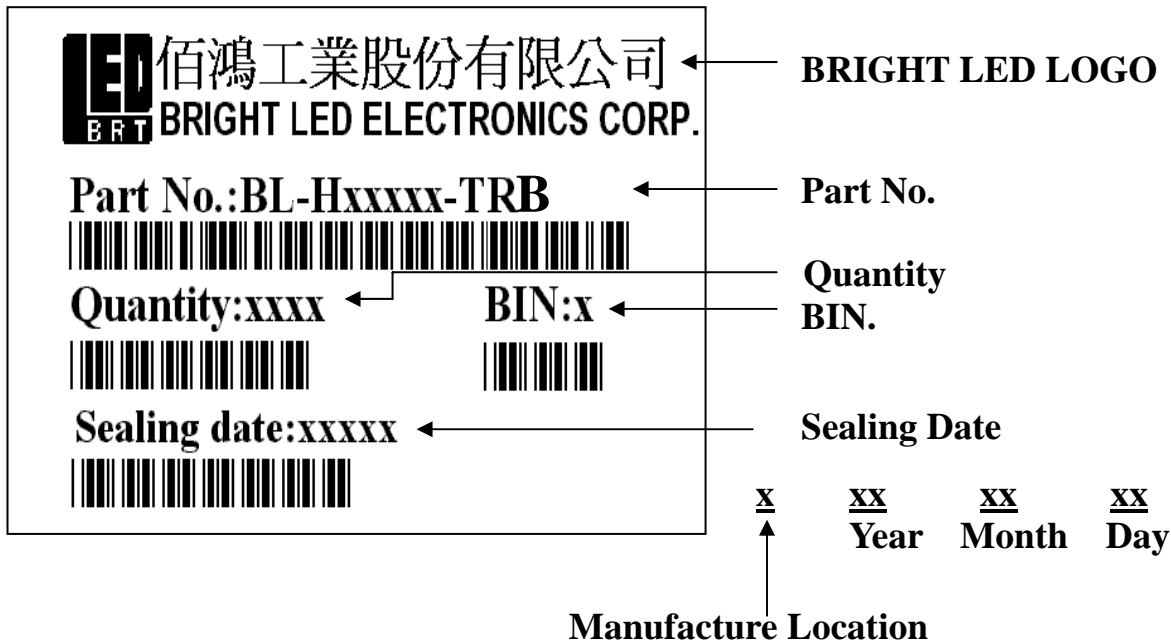 LED 佰鴻工業股份有限公司 BRIGHT LED LOGO
BRT BRIGHT LED ELECTRONICS CORP.
Part No.:BL-Hxxxxx-TRB Part No.
Quantity
Quantity:xxxx BIN:x BIN.
Sealing date:xxxxx Sealing Date
x xx xx xx
Year Month Day
Manufacture Location